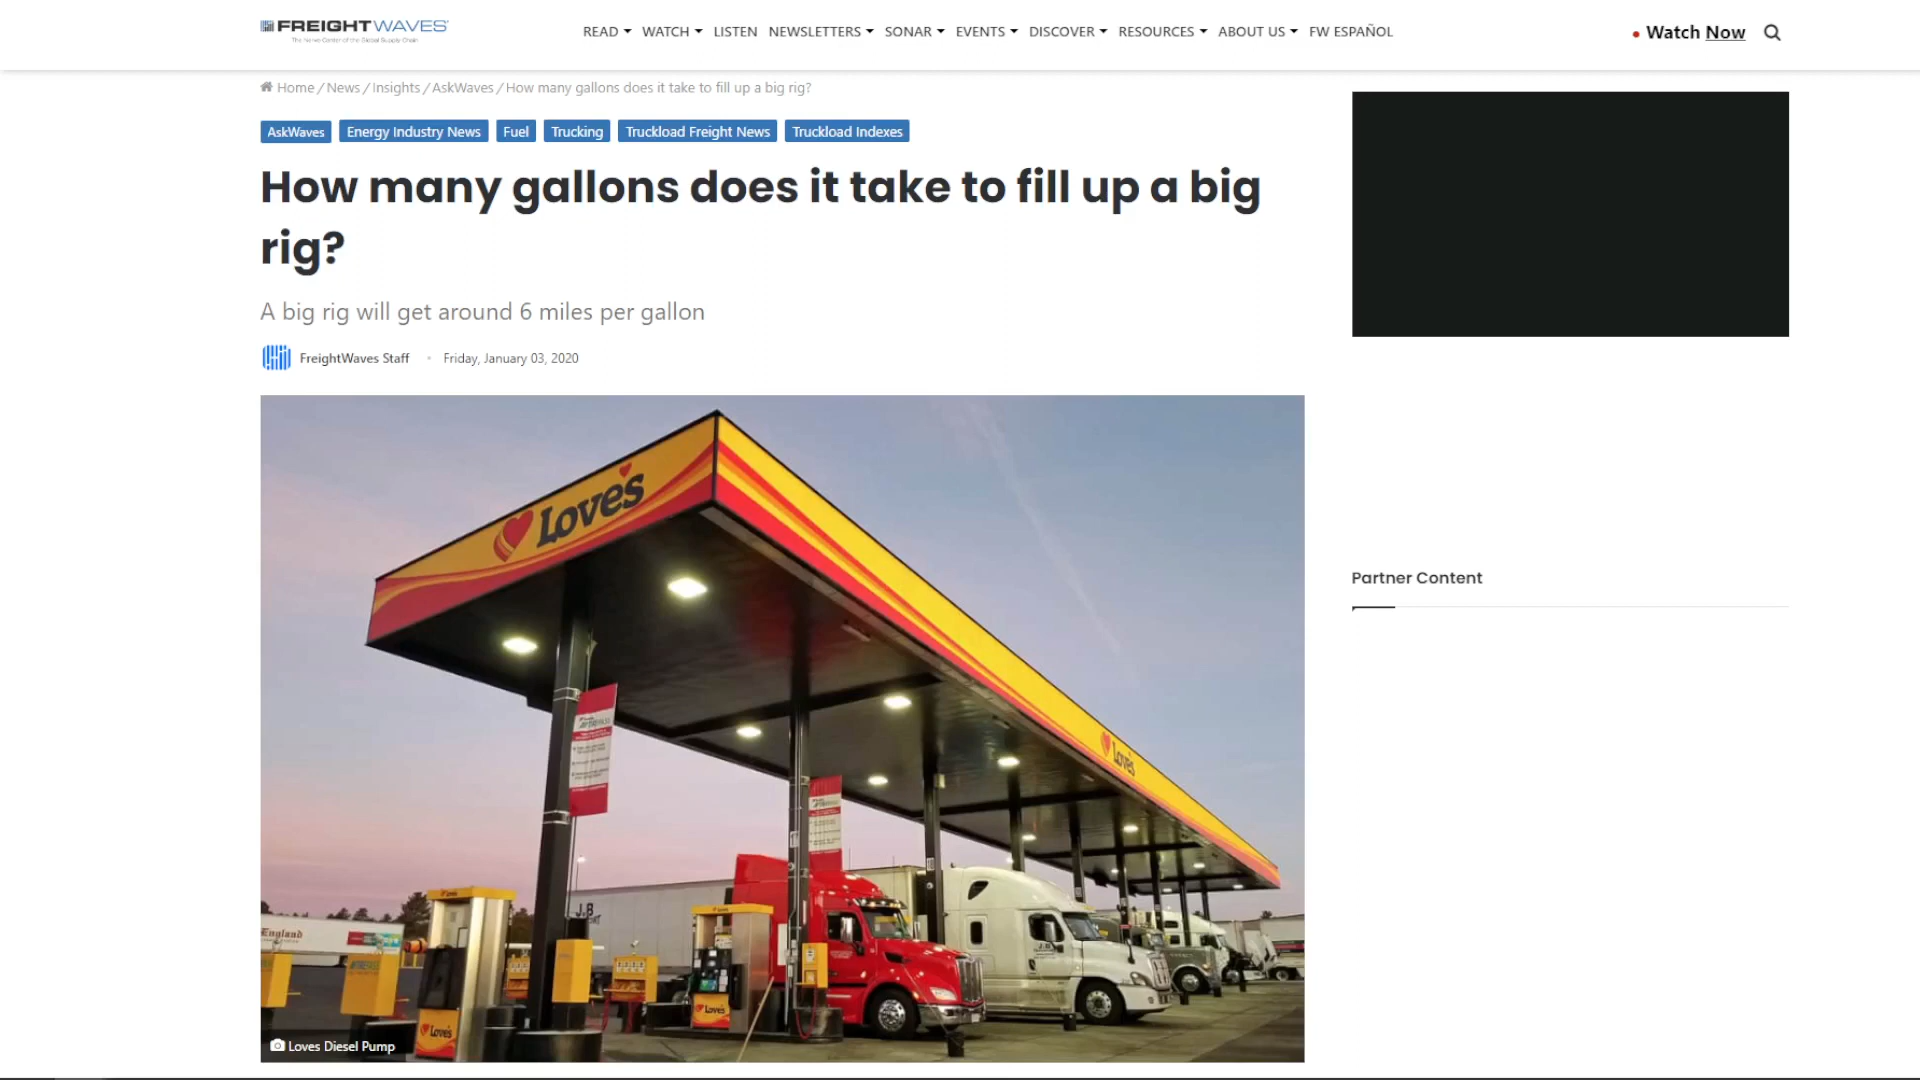 FREIGHTWAVES
The Nerve Center of the Global Supply Chain
READ WATCH LISTEN NEWSLETTERS SONAR EVENTS DISCOVER RESOURCES ABOUT US FW ESPAÑOL
Watch Now
Home / News / Insights / AskWaves / How many gallons does it take to fill up a big rig?
AskWaves Energy Industry News Fuel Trucking Truckload Freight News Truckload Indexes
How many gallons does it take to fill up a big
rig?
A big rig will get around 6 miles per gallon
FreightWaves Staff • Friday, January 03, 2020
Partner Content
Love's
Love's
J.B.
England
Love's
Love's
Loves Diesel Pump